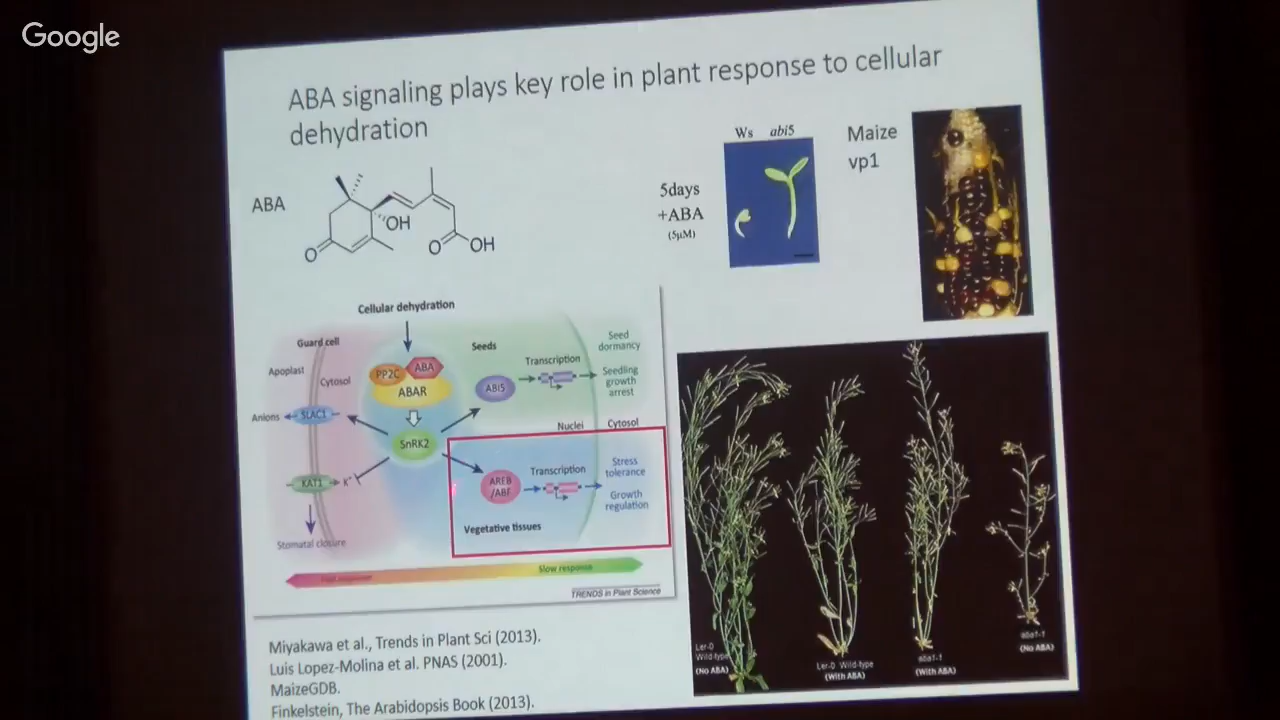 Google
ABA signaling plays key role in plant response to cellular
dehydration
ABA
OH
O
O
OH
Ws abi5
5days
+ABA
(5μM)
Maize
vp1
Cellular dehydration
Guard cell
Apoplast
Cytosol
PP2C
ABA
ABAR
SnRK2
Anions
SLAC1
KAT1
K+
Stomatal closure
Seeds
ABI5
Transcription
Seed
dormancy
Seedling
growth
arrest
Nuclei
Cytosol
AREB
/ABF
Transcription
Stress
tolerance
Growth
regulation
Vegetative tissues
Slow response
TRENDS in Plant Science
Ler-0
Wild-type
(No ABA)
Ler-0 Wild-type
(With ABA)
aba1-1
(With ABA)
aba1-1
(No ABA)
Miyakawa et al., Trends in Plant Sci (2013).
Luis Lopez-Molina et al. PNAS (2001).
MaizeGDB.
Finkelstein, The Arabidopsis Book (2013).